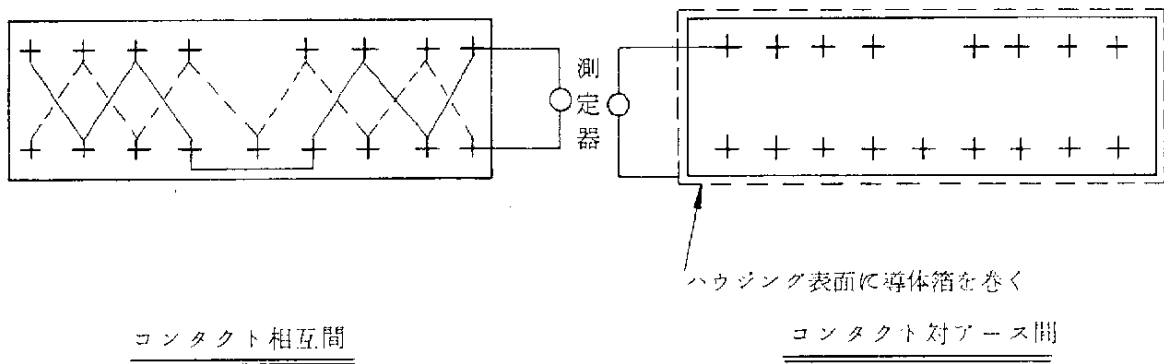 測定器
ハウジング表面に導体箔を巻く
コンタクト相互間
コンタクト対アース間